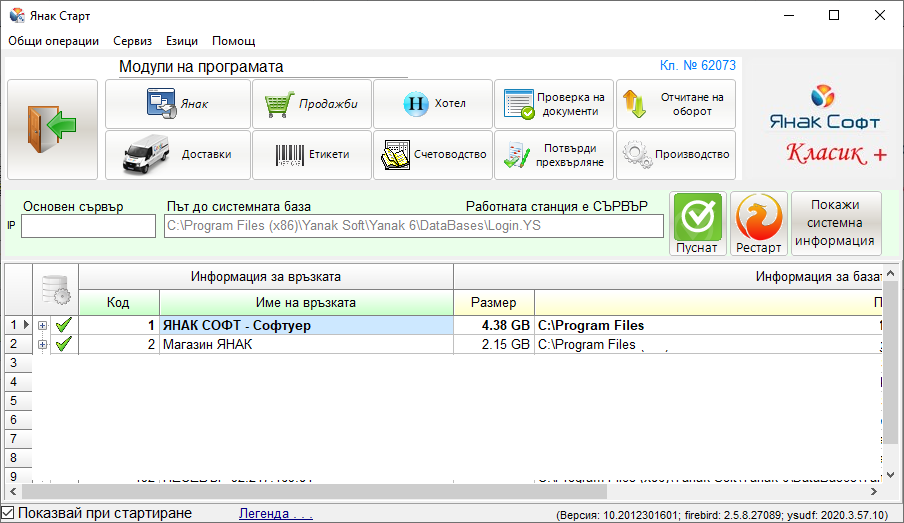 Янак Старт
Общи операции Сервиз Езици Помощ
Модули на програмата
Кл. № 62073
Янак
Продажби
Хотел
Проверка на документи
Отчитане на оборот
Доставки
Етикети
Счетоводство
Потвърди прехвърляне
Производство
Янак Софт
Класик +
Основен сървър
Път до системната база
Работната станция е СЪРВЪР
IP
C:\Program Files (x86)\Yanak Soft\Yanak 6\DataBases\Login.YS
Пуснат
Рестарт
Покажи
системна
информация
Информация за връзката
Информация за базат
Код Име на връзката Размер П
1 1 ЯНАК СОФТ - Софтуер 4.38 GB C:\Program Files
2 2 Магазин ЯНАК 2.15 GB C:\Program Files
3
4
5
6
7
8
9
Показвай при стартиране
Легенда . . .
(Версия: 10.2012301601; firebird: 2.5.8.27089; ysudf: 2020.3.57.10)